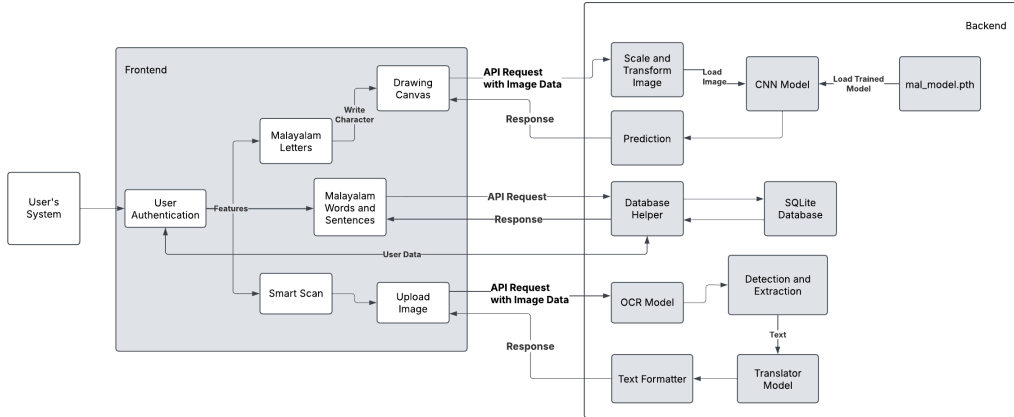 Backend
Frontend
Drawing
Canvas
API Request
with Image Data
Scale and
Transform
Image
Load
Image
CNN Model
Load Trained
Model
mal_model.pth
Write
Character
Response
Malayalam
Letters
Prediction
User's
System
User
Authentication
Features
Malayalam
Words and
Sentences
API Request
Response
Database
Helper
SQLite
Database
User Data
Smart Scan
Upload
Image
API Request
with Image Data
OCR Model
Detection and
Extraction
Text
Response
Text Formatter
Translator
Model